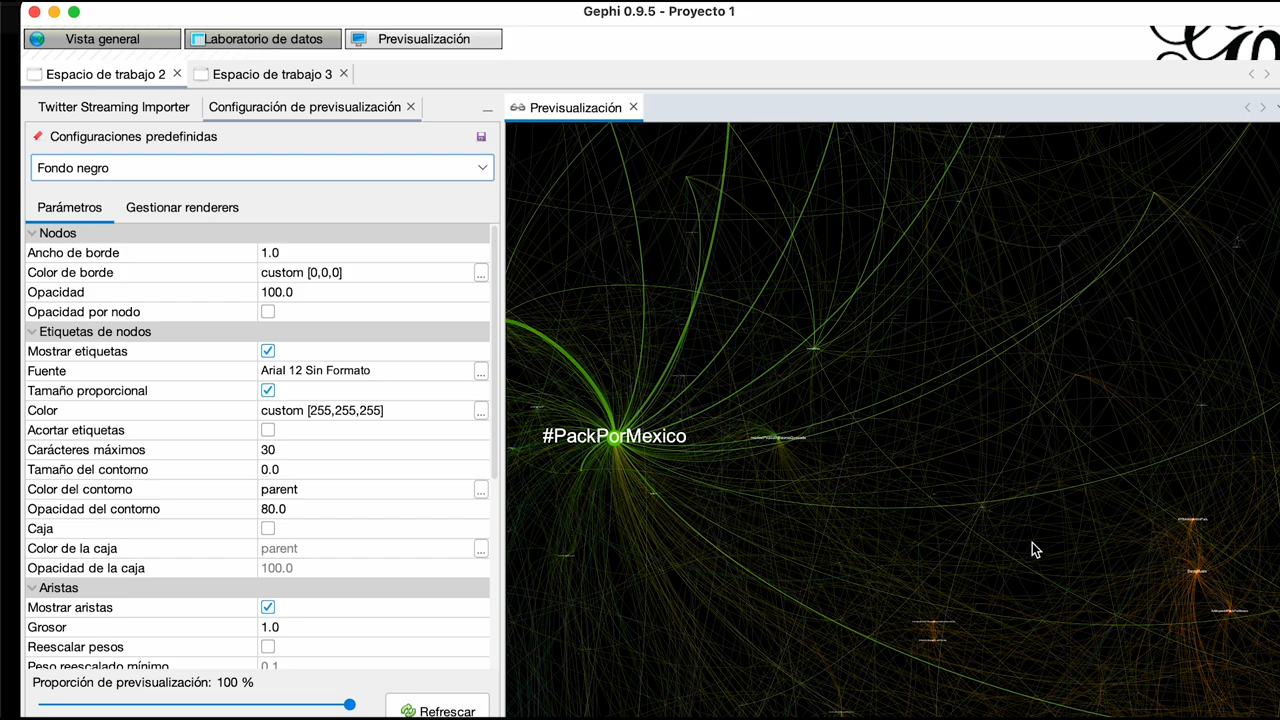 Gephi 0.9.5 - Proyecto 1
Vista general
Laboratorio de datos
Previsualización
Espacio de trabajo 2
Espacio de trabajo 3
Twitter Streaming Importer
Configuración de previsualización
Previsualización
Configuraciones predefinidas
Fondo negro
Parámetros
Gestionar renderers
Nodos
Ancho de borde 1.0
Color de borde custom [0,0,0] ...
Opacidad 100.0
Opacidad por nodo
Etiquetas de nodos
Mostrar etiquetas
Fuente Arial 12 Sin Formato ...
Tamaño proporcional
Color custom [255,255,255] ...
Acortar etiquetas
Carácteres máximos 30
Tamaño del contorno 0.0
Color del contorno parent ...
Opacidad del contorno 80.0
Caja
Color de la caja parent ...
Opacidad de la caja 100.0
Aristas
Mostrar aristas
Grosor 1.0
Reescalar pesos
Peso reescalado mínimo 0.1
Proporción de previsualización: 100 %
Refrescar
#PackPorMexico